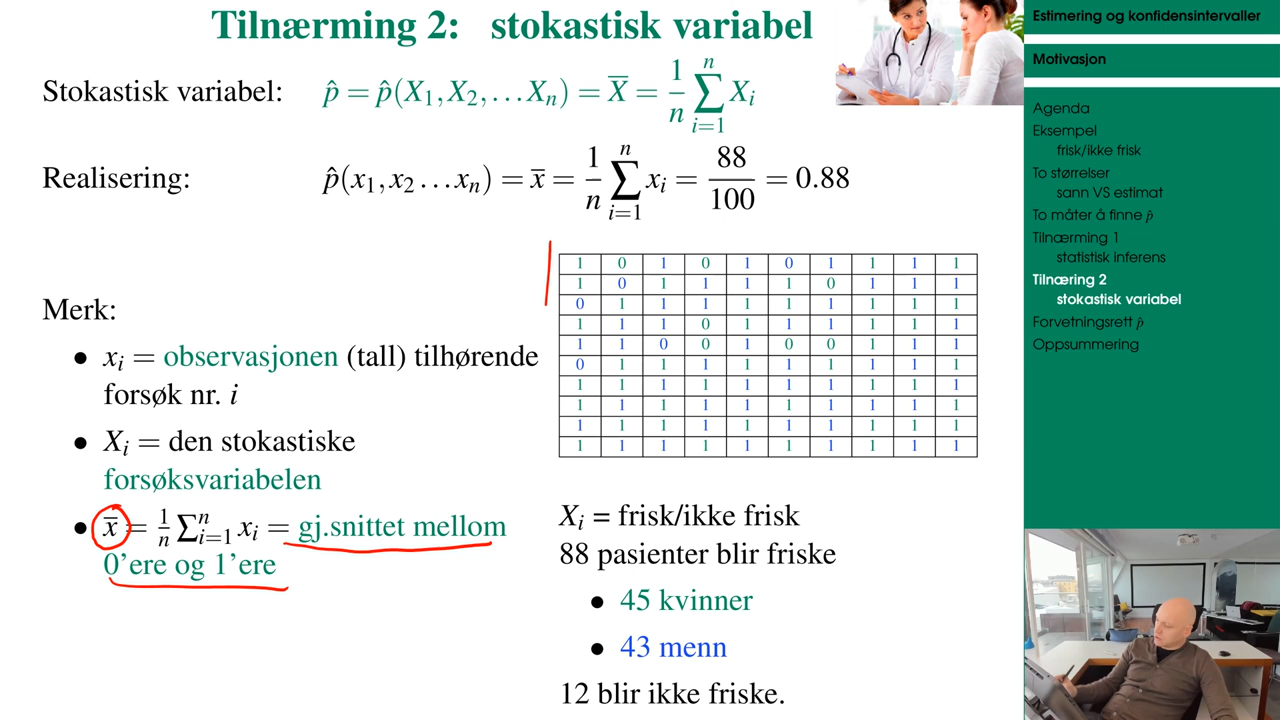 Tilnærming 2: stokastisk variabel
Stokastisk variabel: p̂ = p̂(X₁, X₂, … Xₙ) = X̅ = 1/n ∑ⁿᵢ₌₁ Xᵢ
Realisering: p̂(x₁, x₂ … xₙ) = x̅ = 1/n ∑ⁿᵢ₌₁ xᵢ = 88/100 = 0.88
Merk:
• xᵢ = observasjonen (tall) tilhørende
forsøk nr. i
• Xᵢ = den stokastiske
forsøksvariabelen
• x̅ = 1/n ∑ⁿᵢ₌₁ xᵢ = gj.snittet mellom
0'ere og 1'ere
1 0 1 0 1 0 1 1 1 1
1 0 1 1 1 1 0 1 1 1
0 1 1 1 1 1 1 1 1 1
1 1 1 0 1 1 1 1 1 1
1 1 0 0 1 0 0 1 1 1
0 1 1 1 1 1 1 1 1 1
1 1 1 1 1 1 1 1 1 1
1 1 1 1 1 1 1 1 1 1
1 1 1 1 1 1 1 1 1 1
1 1 1 1 1 1 1 1 1 1
Xᵢ = frisk/ikke frisk
88 pasienter blir friske
• 45 kvinner
• 43 menn
12 blir ikke friske.
Estimering og konfidensintervaller
Motivasjon
Agenda
Eksempel
frisk/ikke frisk
To størrelser
sann VS estimat
To måter å finne p̂
Tilnærming 1
statistisk inferens
Tilnæring 2
stokastisk variabel
Forvetningsrett p̂
Oppsummering